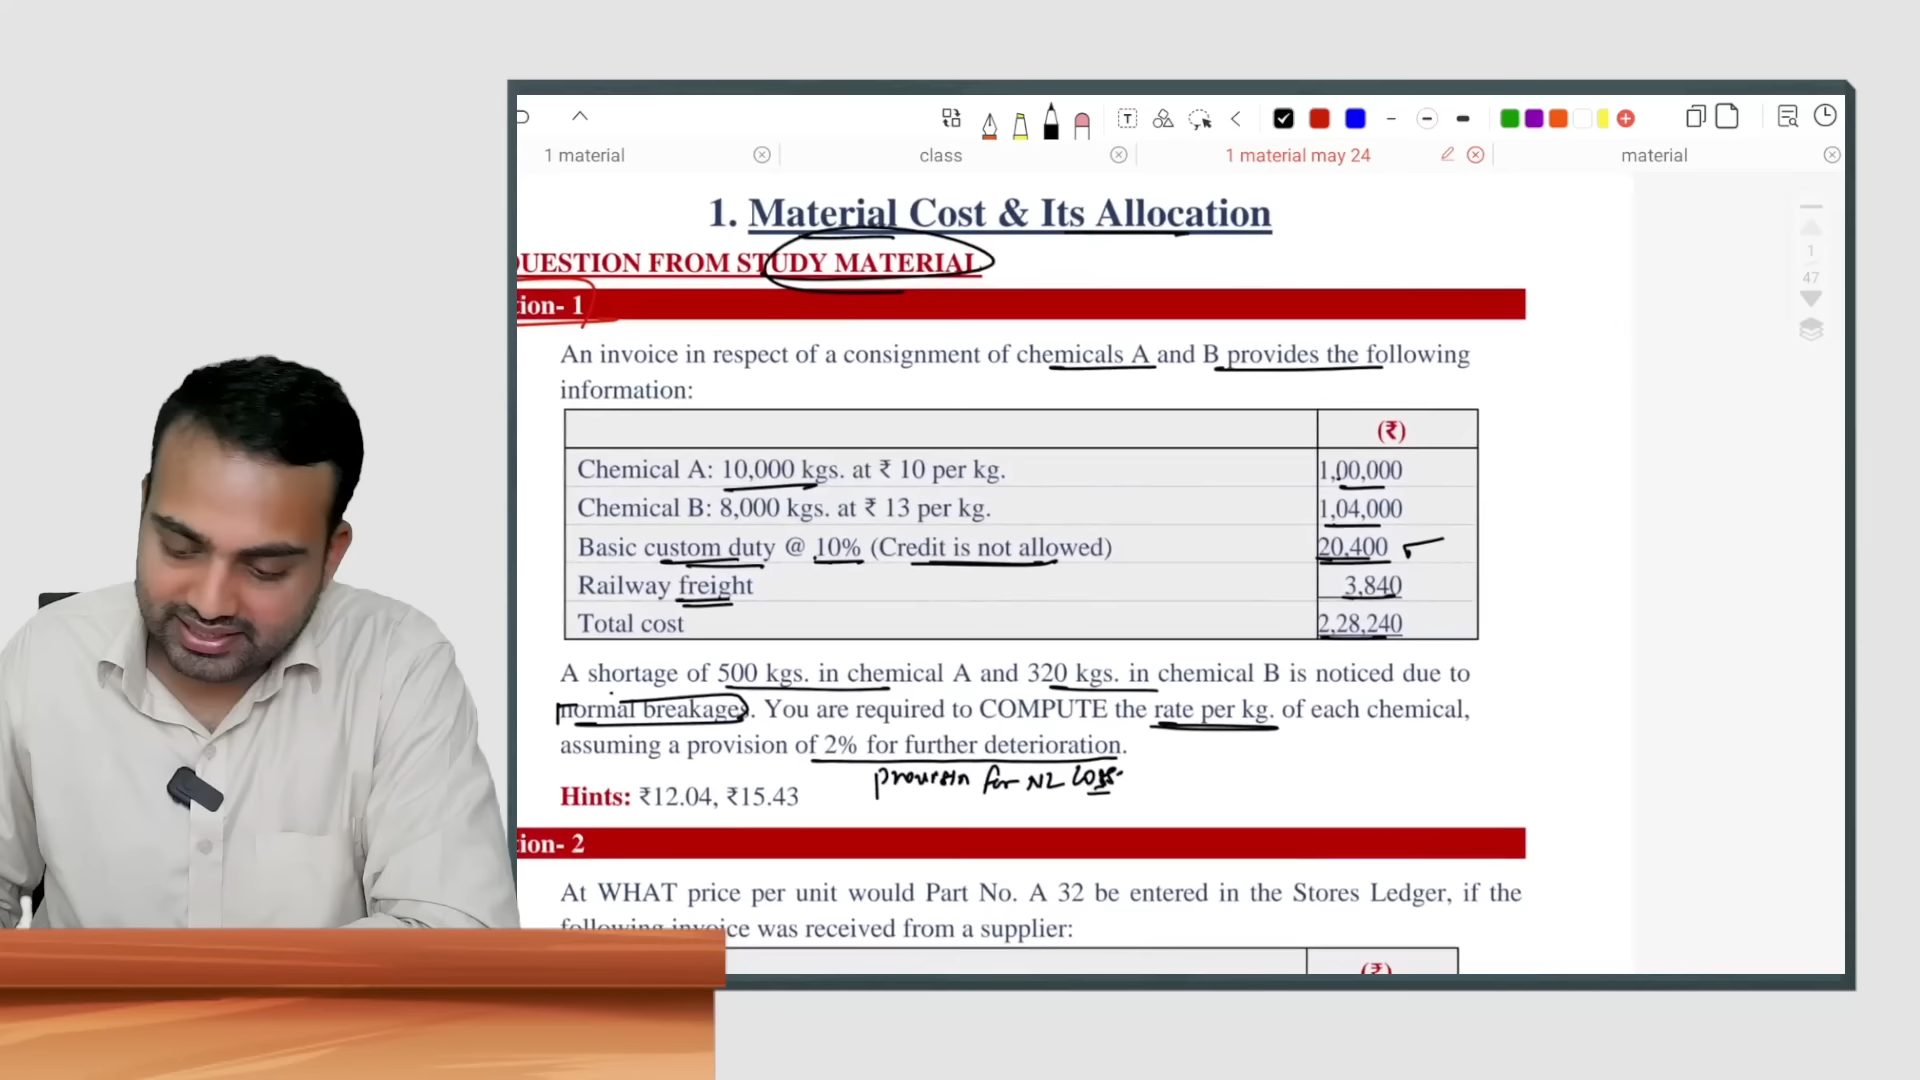 1 material
class
1 material may 24
material
1. Material Cost & Its Allocation
UESTION FROM STUDY MATERIAL
tion- 1
An invoice in respect of a consignment of chemicals A and B provides the following
information:
(₹)
Chemical A: 10,000 kgs. at ₹ 10 per kg. 1,00,000
Chemical B: 8,000 kgs. at ₹ 13 per kg. 1,04,000
Basic custom duty @ 10% (Credit is not allowed) 20,400
Railway freight 3,840
Total cost 2,28,240
A shortage of 500 kgs. in chemical A and 320 kgs. in chemical B is noticed due to
normal breakages. You are required to COMPUTE the rate per kg. of each chemical,
assuming a provision of 2% for further deterioration.
provision for NL Loss.
Hints: ₹12.04, ₹15.43
tion- 2
At WHAT price per unit would Part No. A 32 be entered in the Stores Ledger, if the
following invoice was received from a supplier:
(₹)
1
47
T